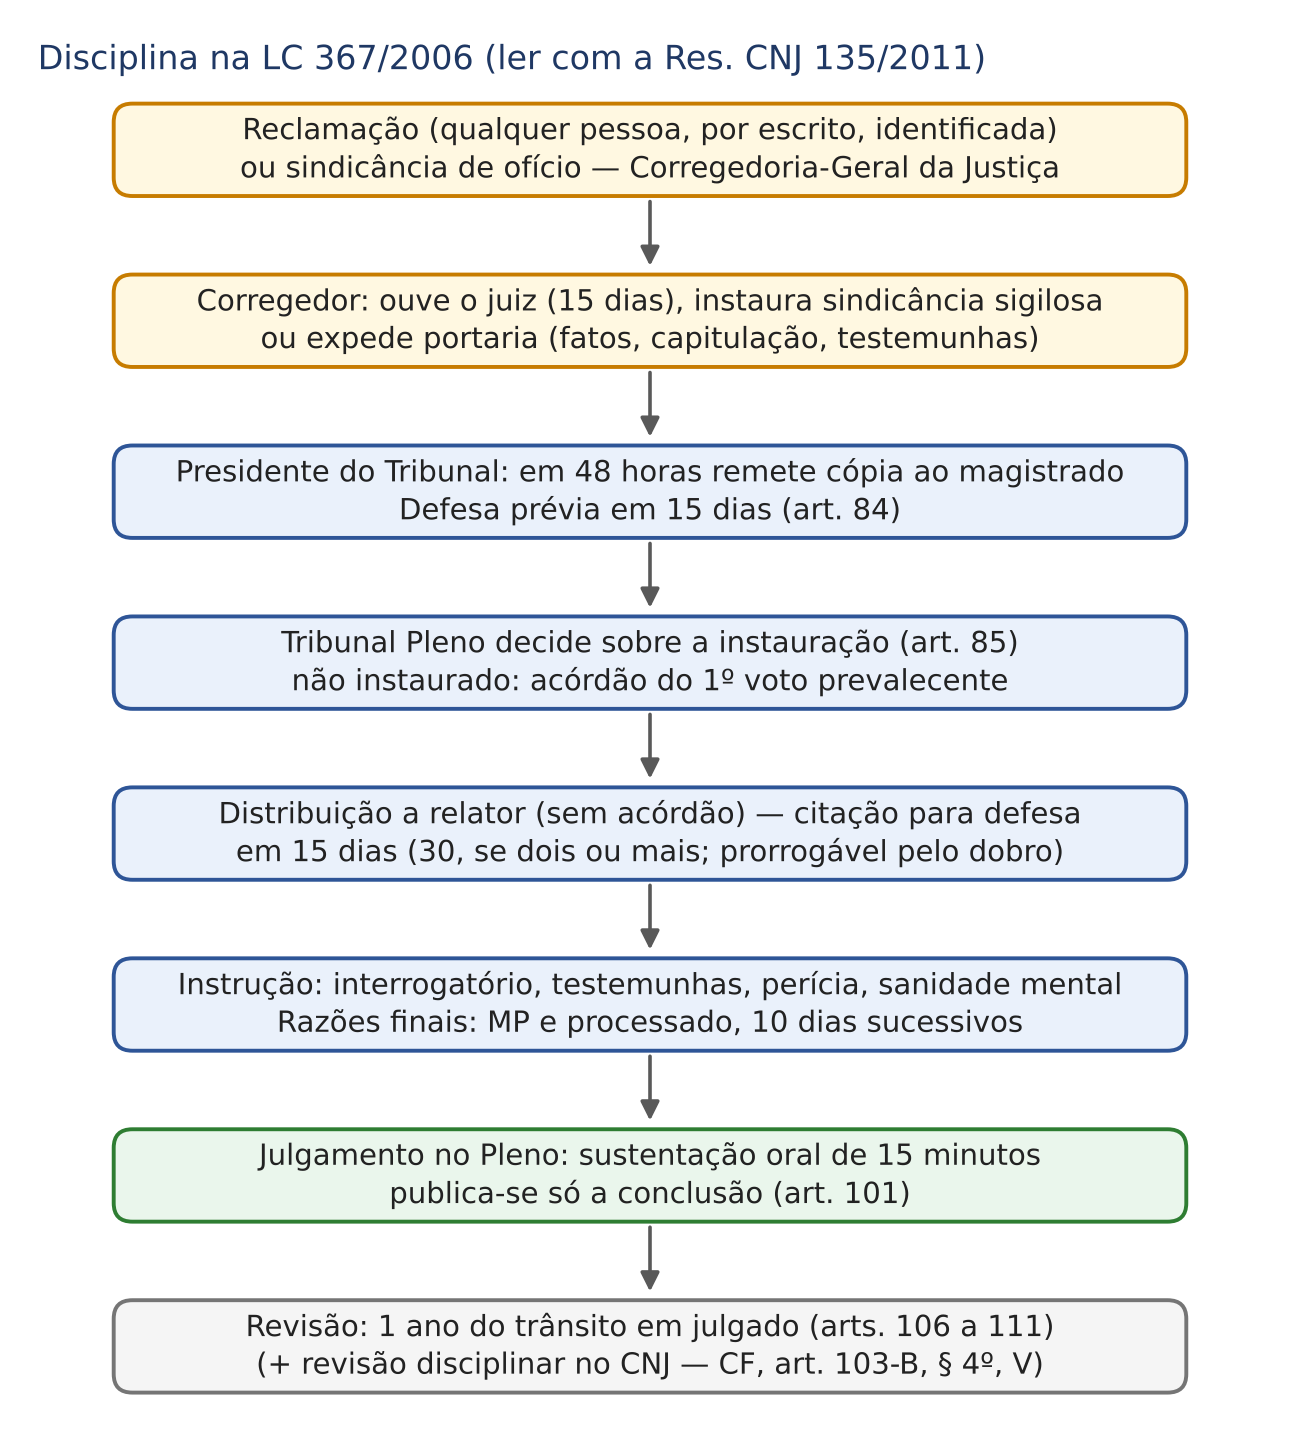 Disciplina na LC 367/2006 (ler com a Res. CNJ 135/2011)
Reclamação (qualquer pessoa, por escrito, identificada)
ou sindicância de ofício — Corregedoria-Geral da Justiça
Corregedor: ouve o juiz (15 dias), instaura sindicância sigilosa
ou expede portaria (fatos, capitulação, testemunhas)
Presidente do Tribunal: em 48 horas remete cópia ao magistrado
Defesa prévia em 15 dias (art. 84)
Tribunal Pleno decide sobre a instauração (art. 85)
não instaurado: acórdão do 1º voto prevalecente
Distribuição a relator (sem acórdão) — citação para defesa
em 15 dias (30, se dois ou mais; prorrogável pelo dobro)
Instrução: interrogatório, testemunhas, perícia, sanidade mental
Razões finais: MP e processado, 10 dias sucessivos
Julgamento no Pleno: sustentação oral de 15 minutos
publica-se só a conclusão (art. 101)
Revisão: 1 ano do trânsito em julgado (arts. 106 a 111)
(+ revisão disciplinar no CNJ — CF, art. 103-B, § 4º, V)